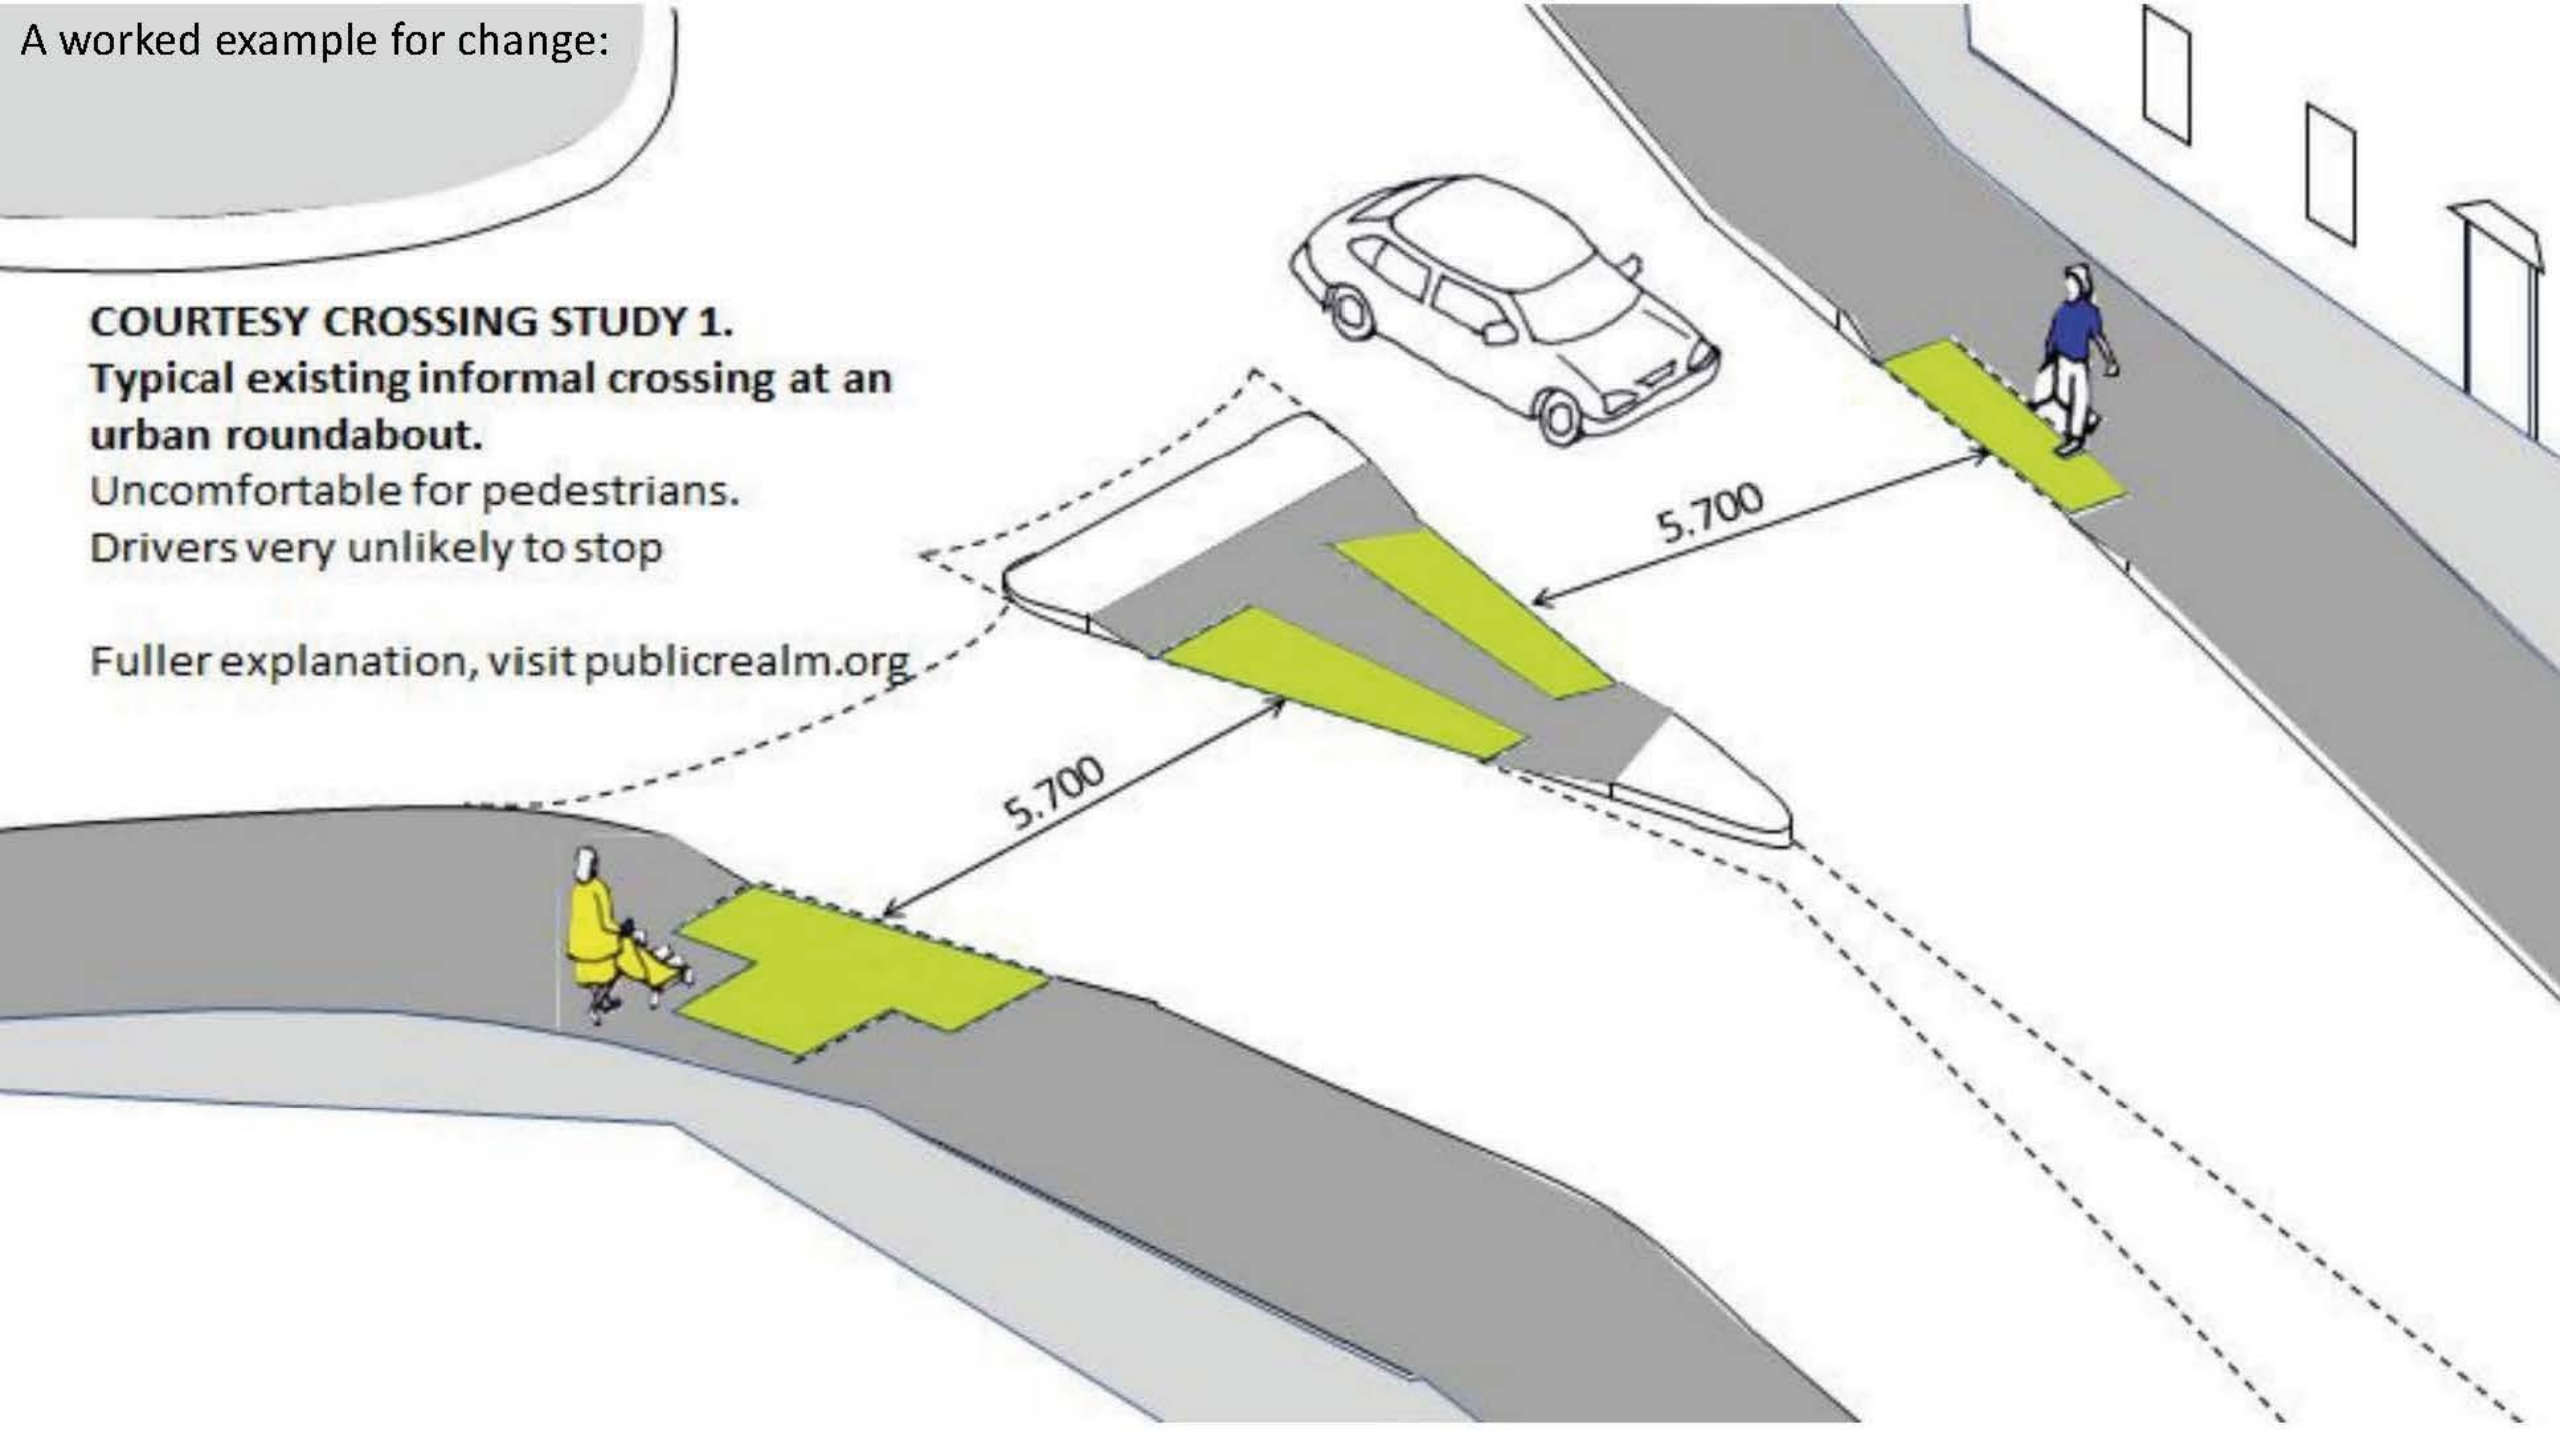 A worked example for change:
COURTESY CROSSING STUDY 1.
Typical existing informal crossing at an
urban roundabout.
Uncomfortable for pedestrians.
Drivers very unlikely to stop
Fuller explanation, visit publicrealm.org
5.700
5.700